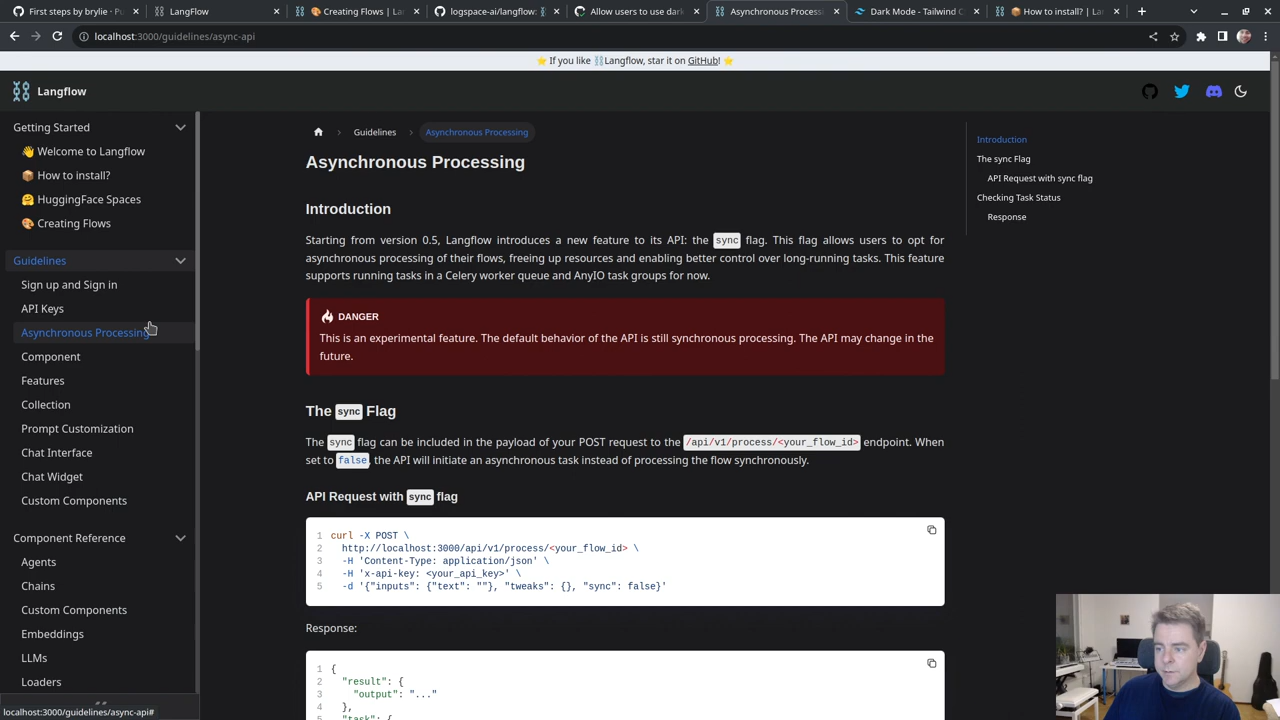 First steps by brylie · Pu
LangFlow
🎨 Creating Flows | La
logspace-ai/langflow: ⛓
Allow users to use dark
Asynchronous Processin
Dark Mode - Tailwind C
📦 How to install? | La
localhost:3000/guidelines/async-api
⭐ If you like ⛓️Langflow, star it on GitHub! ⭐
Langflow
Getting Started
👋 Welcome to Langflow
📦 How to install?
🤗 HuggingFace Spaces
🎨 Creating Flows
Guidelines
Sign up and Sign in
API Keys
Asynchronous Processing
Component
Features
Collection
Prompt Customization
Chat Interface
Chat Widget
Custom Components
Component Reference
Agents
Chains
Custom Components
Embeddings
LLMs
Loaders
localhost:3000/guidelines/async-api#
Guidelines
Asynchronous Processing
Asynchronous Processing
Introduction
Starting from version 0.5, Langflow introduces a new feature to its API: the sync flag. This flag allows users to opt for
asynchronous processing of their flows, freeing up resources and enabling better control over long-running tasks. This feature
supports running tasks in a Celery worker queue and AnyIO task groups for now.
DANGER
This is an experimental feature. The default behavior of the API is still synchronous processing. The API may change in the
future.
The sync Flag
The sync flag can be included in the payload of your POST request to the /api/v1/process/<your_flow_id> endpoint. When
set to false, the API will initiate an asynchronous task instead of processing the flow synchronously.
API Request with sync flag
1 curl -X POST \
2 http://localhost:3000/api/v1/process/<your_flow_id> \
3 -H 'Content-Type: application/json' \
4 -H 'x-api-key: <your_api_key>' \
5 -d '{"inputs": {"text": ""}, "tweaks": {}, "sync": false}'
Response:
1 {
2 "result": {
3 "output": "..."
4 },
5 "task": {
Introduction
The sync Flag
API Request with sync flag
Checking Task Status
Response